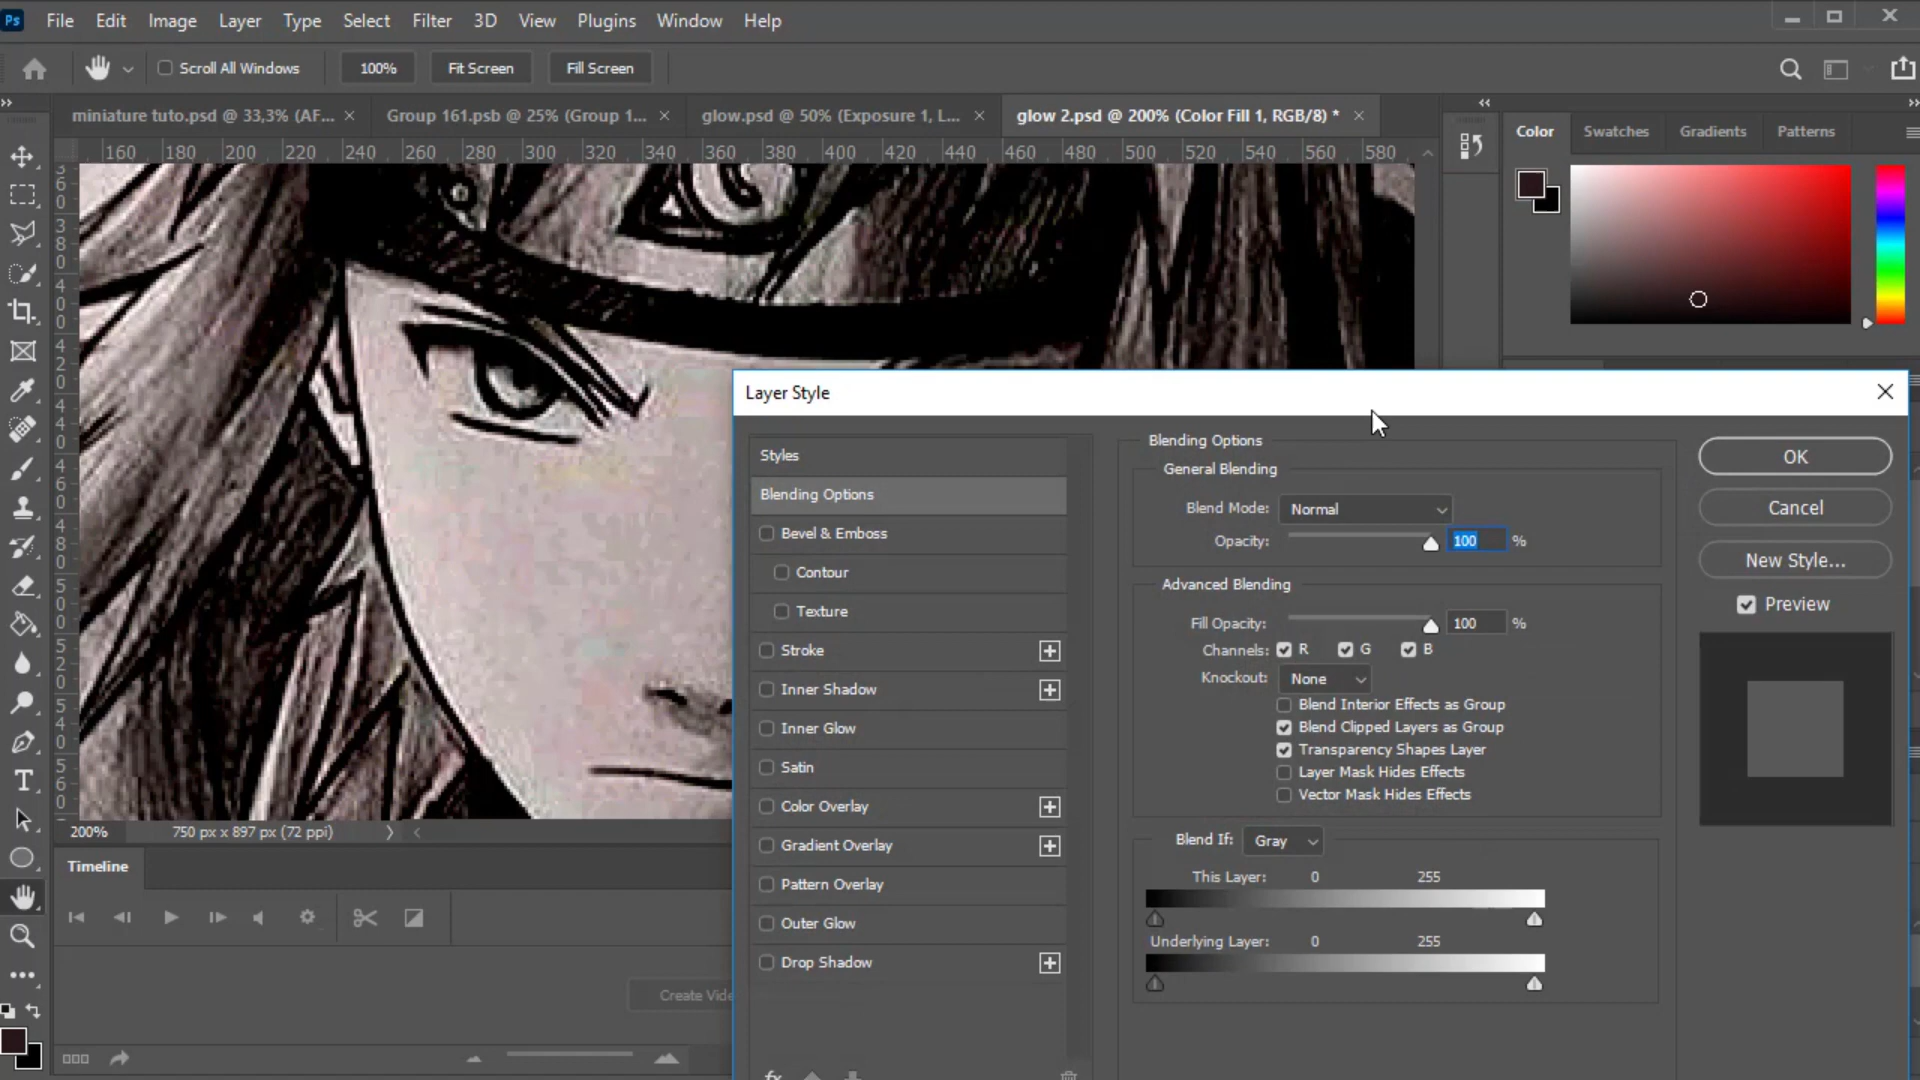 Ps File Edit Image Layer Type Select Filter 3D View Plugins Window Help
Scroll All Windows 100% Fit Screen Fill Screen
miniature tuto.psd @ 33,3% (AF... × Group 161.psb @ 25% (Group 1... × glow.psd @ 50% (Exposure 1, L... × glow 2.psd @ 200% (Color Fill 1, RGB/8) * ×
Color Swatches Gradients Patterns
160 180 200 220 240 260 280 300 320 340 360 380 400 420 440 460 480 500 520 540 560 580
Layer Style
Styles
Blending Options
Bevel & Emboss
Contour
Texture
Stroke
Inner Shadow
Inner Glow
Satin
Color Overlay
Gradient Overlay
Pattern Overlay
Outer Glow
Drop Shadow
fx
Blending Options
General Blending
Blend Mode: Normal
Opacity: 100 %
Advanced Blending
Fill Opacity: 100 %
Channels: R G B
Knockout: None
Blend Interior Effects as Group
Blend Clipped Layers as Group
Transparency Shapes Layer
Layer Mask Hides Effects
Vector Mask Hides Effects
Blend If: Gray
This Layer: 0 255
Underlying Layer: 0 255
OK
Cancel
New Style...
Preview
200% 750 px x 897 px (72 ppi)
Timeline